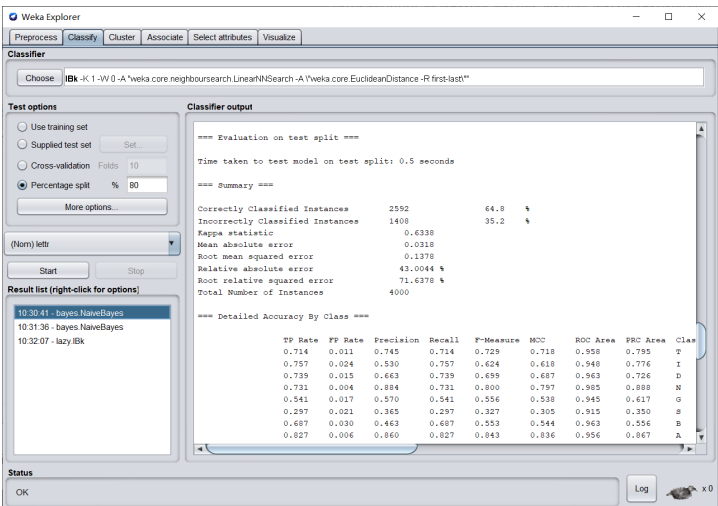 Weka Explorer
Preprocess Classify Cluster Associate Select attributes Visualize
Classifier
Choose IBk -K 1 -W 0 -A "weka.core.neighboursearch.LinearNNSearch -A \"weka.core.EuclideanDistance -R first-last\""
Test options
Use training set
Supplied test set Set...
Cross-validation Folds 10
Percentage split % 80
More options...
(Nom) lettr
Start Stop
Result list (right-click for options)
10:30:41 - bayes.NaiveBayes
10:31:36 - bayes.NaiveBayes
10:32:07 - lazy.IBk
Classifier output
=== Evaluation on test split ===
Time taken to test model on test split: 0.5 seconds
=== Summary ===
Correctly Classified Instances 2592 64.8 %
Incorrectly Classified Instances 1408 35.2 %
Kappa statistic 0.6338
Mean absolute error 0.0318
Root mean squared error 0.1378
Relative absolute error 43.0044 %
Root relative squared error 71.6378 %
Total Number of Instances 4000
=== Detailed Accuracy By Class ===
TP Rate FP Rate Precision Recall F-Measure MCC ROC Area PRC Area Clas
0.714 0.011 0.745 0.714 0.729 0.718 0.958 0.795 T
0.757 0.024 0.530 0.757 0.624 0.618 0.948 0.776 I
0.739 0.015 0.663 0.739 0.699 0.687 0.963 0.726 D
0.731 0.004 0.884 0.731 0.800 0.797 0.985 0.888 N
0.541 0.017 0.570 0.541 0.556 0.538 0.945 0.617 G
0.297 0.021 0.365 0.297 0.327 0.305 0.915 0.350 S
0.687 0.030 0.463 0.687 0.553 0.544 0.963 0.556 B
0.827 0.006 0.860 0.827 0.843 0.836 0.956 0.867 A
Status
OK
Log x 0